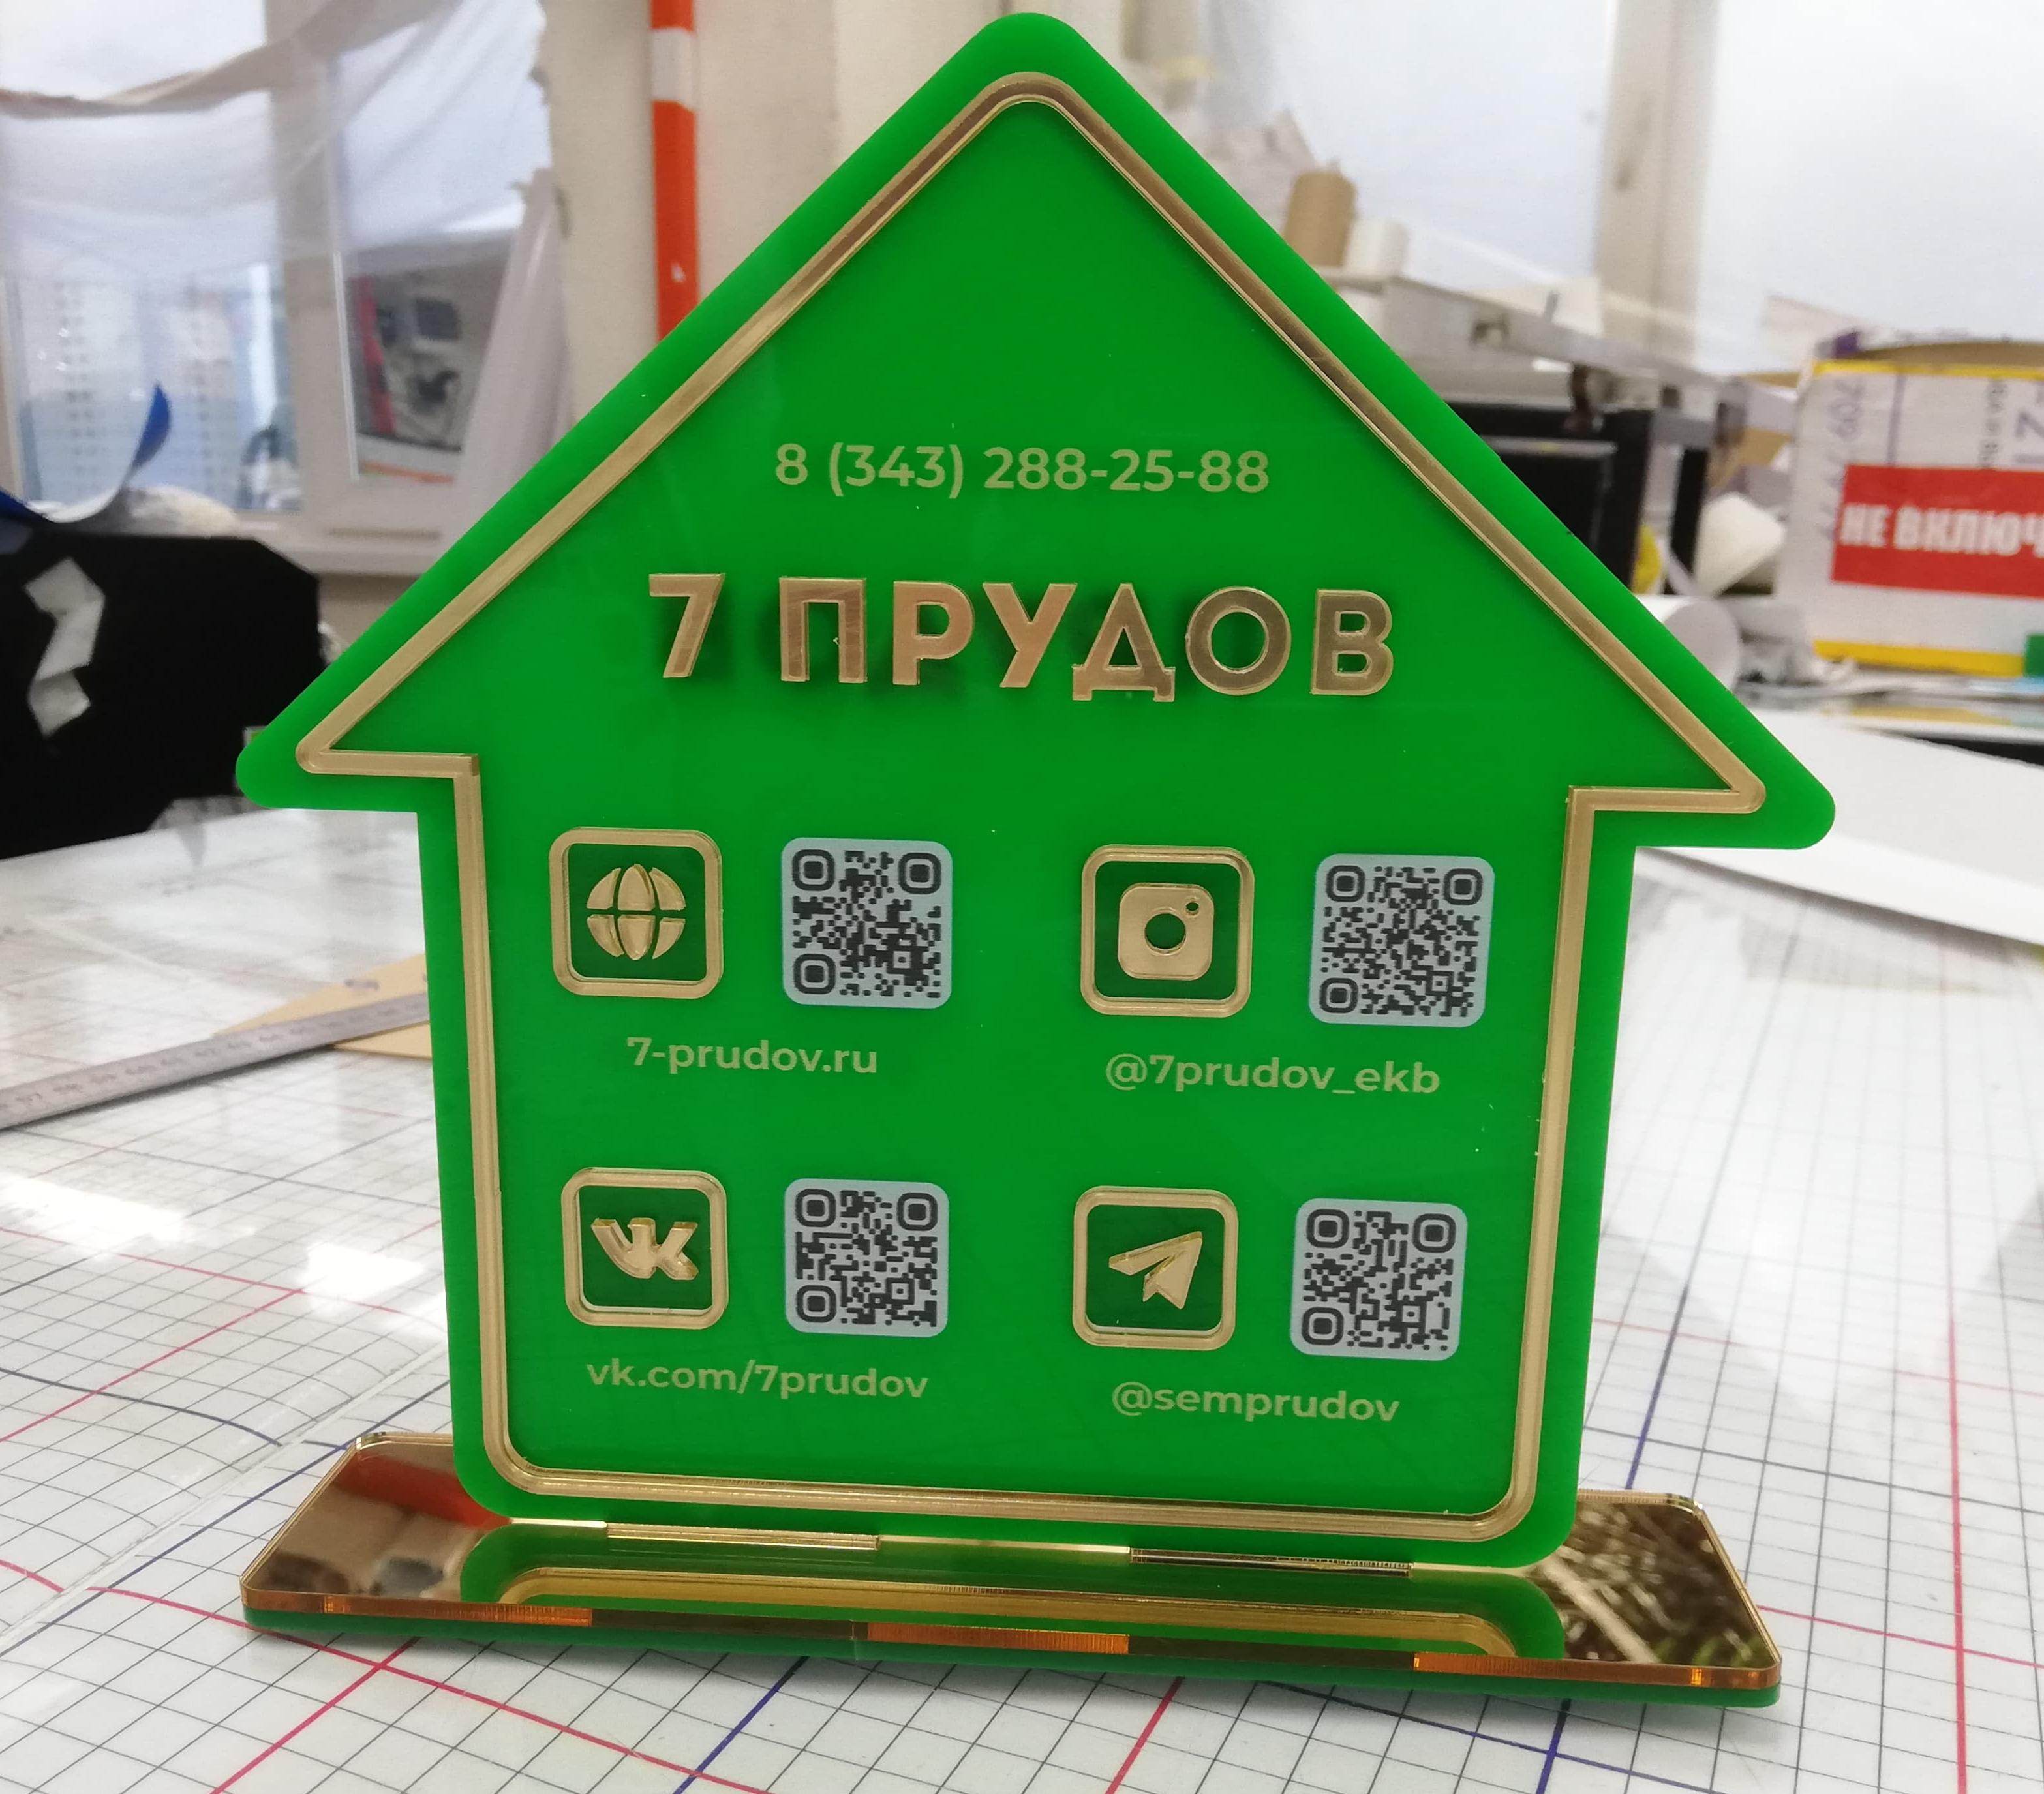 8 (343) 288-25-88
7 ПРУДОВ
7-prudov.ru
@7prudov_ekb
vk.com/7prudov
@semprudov
НЕ ВКЛЮЧ